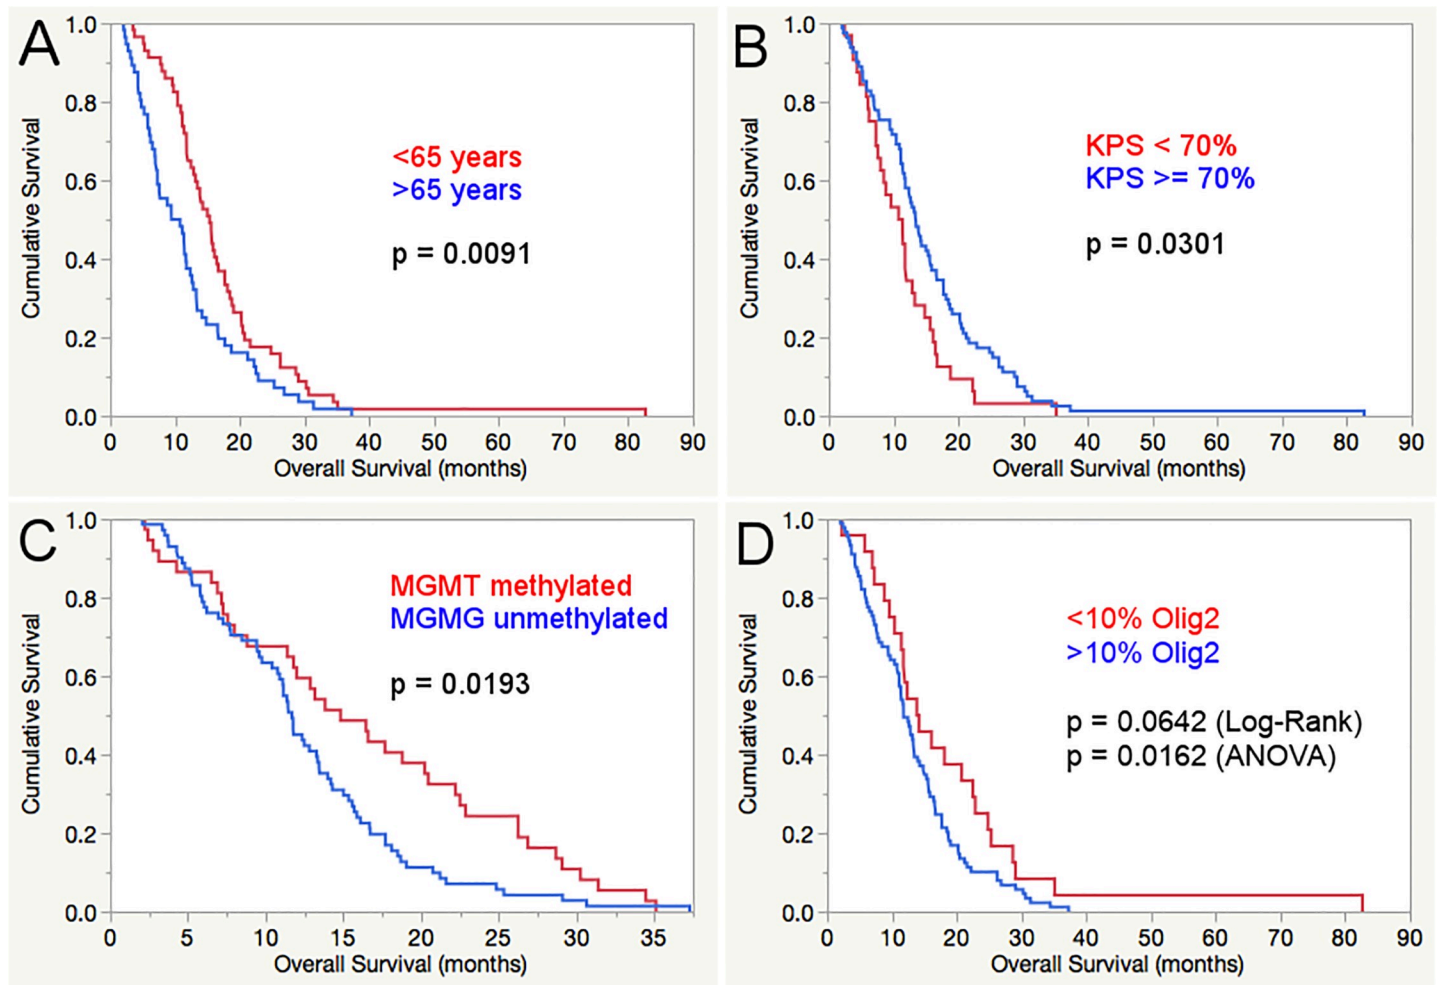 A
1.0
0.8
0.6
0.4
0.2
0.0
Cumulative Survival
<65 years
>65 years
p = 0.0091
0 10 20 30 40 50 60 70 80 90
Overall Survival (months)
B
1.0
0.8
0.6
0.4
0.2
0.0
Cumulative Survival
KPS < 70%
KPS >= 70%
p = 0.0301
0 10 20 30 40 50 60 70 80 90
Overall Survival (months)
C
1.0
0.8
0.6
0.4
0.2
0.0
Cumulative Survival
MGMT methylated
MGMG unmethylated
p = 0.0193
0 5 10 15 20 25 30 35
Overall Survival (months)
D
1.0
0.8
0.6
0.4
0.2
0.0
Cumulative Survival
<10% Olig2
>10% Olig2
p = 0.0642 (Log-Rank)
p = 0.0162 (ANOVA)
0 10 20 30 40 50 60 70 80 90
Overall Survival (months)